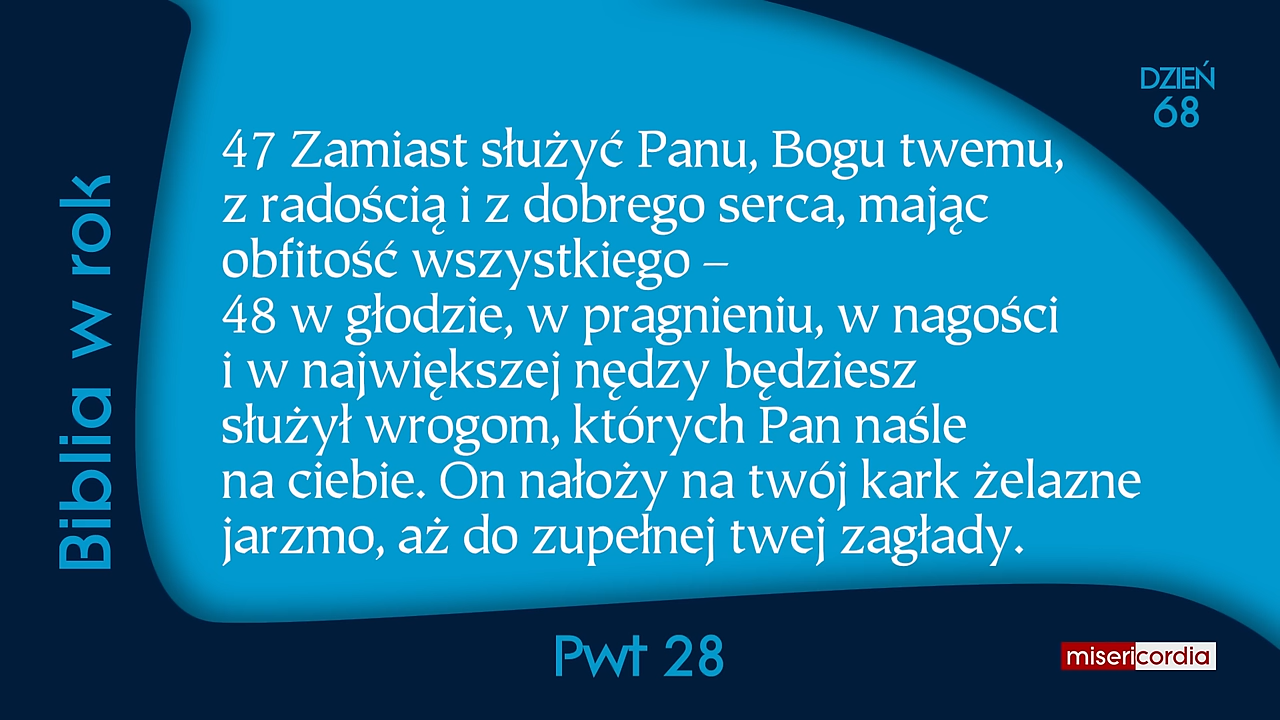 DZIEŃ
68
47 Zamiast służyć Panu, Bogu twemu,
z radością i z dobrego serca, mając
obfitość wszystkiego –
48 w głodzie, w pragnieniu, w nagości
i w największej nędzy będziesz
służył wrogom, których Pan naśle
na ciebie. On nałoży na twój kark żelazne
jarzmo, aż do zupełnej twej zagłady.
Biblia w rok
Pwt 28
misericordia